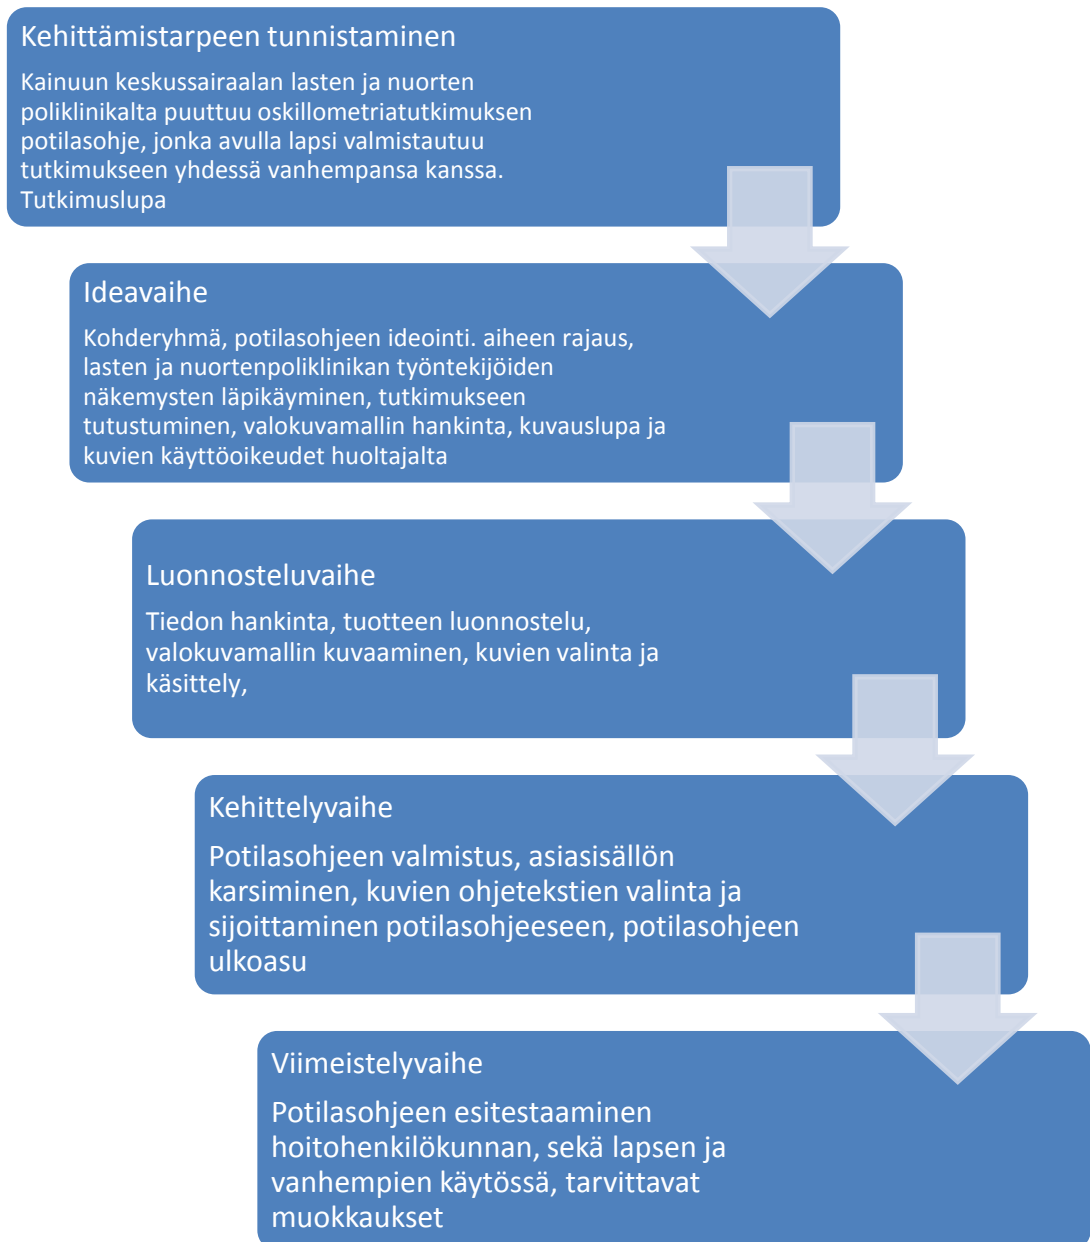 Kehittämistarpeen tunnistaminen
Kainuun keskussairaalan lasten ja nuorten
poliklinikalta puuttuu oskillometriatutkimuksen
potilasohje, jonka avulla lapsi valmistautuu
tutkimukseen yhdessä vanhempansa kanssa.
Tutkimuslupa
Ideavaihe
Kohderyhmä, potilasohjeen ideointi. aiheen rajaus,
lasten ja nuortenpoliklinikan työntekijöiden
näkemysten läpikäyminen, tutkimukseen
tutustuminen, valokuvamallin hankinta, kuvauslupa ja
kuvien käyttöoikeudet huoltajalta
Luonnosteluvaihe
Tiedon hankinta, tuotteen luonnostelu,
valokuvamallin kuvaaminen, kuvien valinta ja
käsittely,
Kehittelyvaihe
Potilasohjeen valmistus, asiasisällön
karsiminen, kuvien ohjetekstien valinta ja
sijoittaminen potilasohjeeseen, potilasohjeen
ulkoasu
Viimeistelyvaihe
Potilasohjeen esitestaaminen
hoitohenkilökunnan, sekä lapsen ja
vanhempien käytössä, tarvittavat
muokkaukset